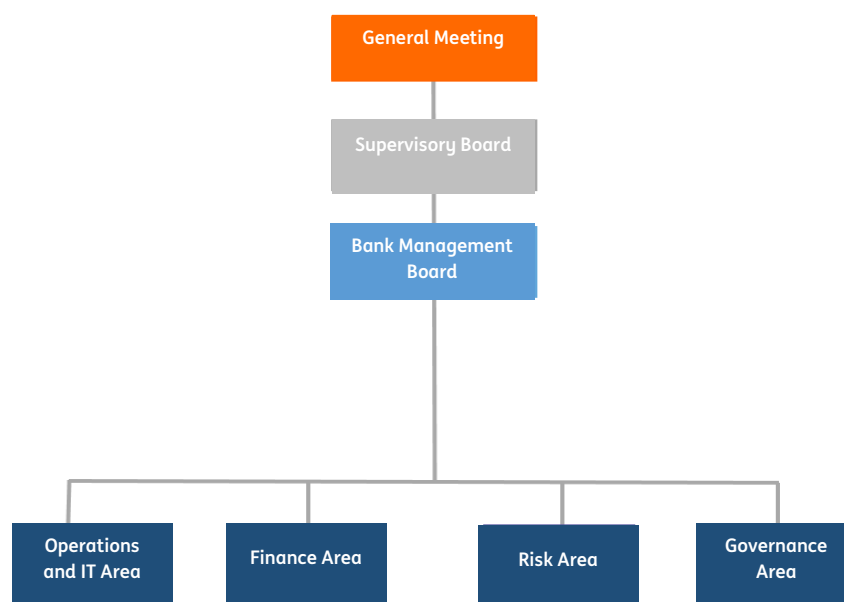 General Meeting
Supervisory Board
Bank Management
Board
Operations
and IT Area
Finance Area
Risk Area
Governance
Area